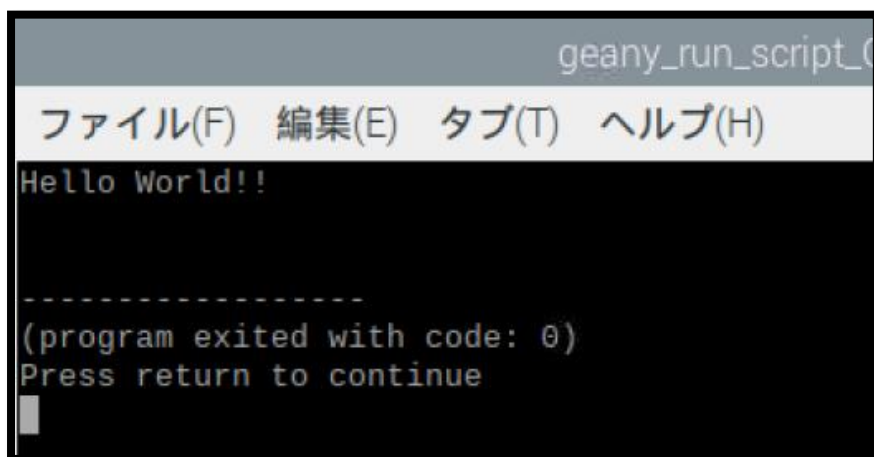 geany_run_script_
ファイル(F) 編集(E) タブ(T) ヘルプ(H)
Hello World!!
-------------------
(program exited with code: 0)
Press return to continue